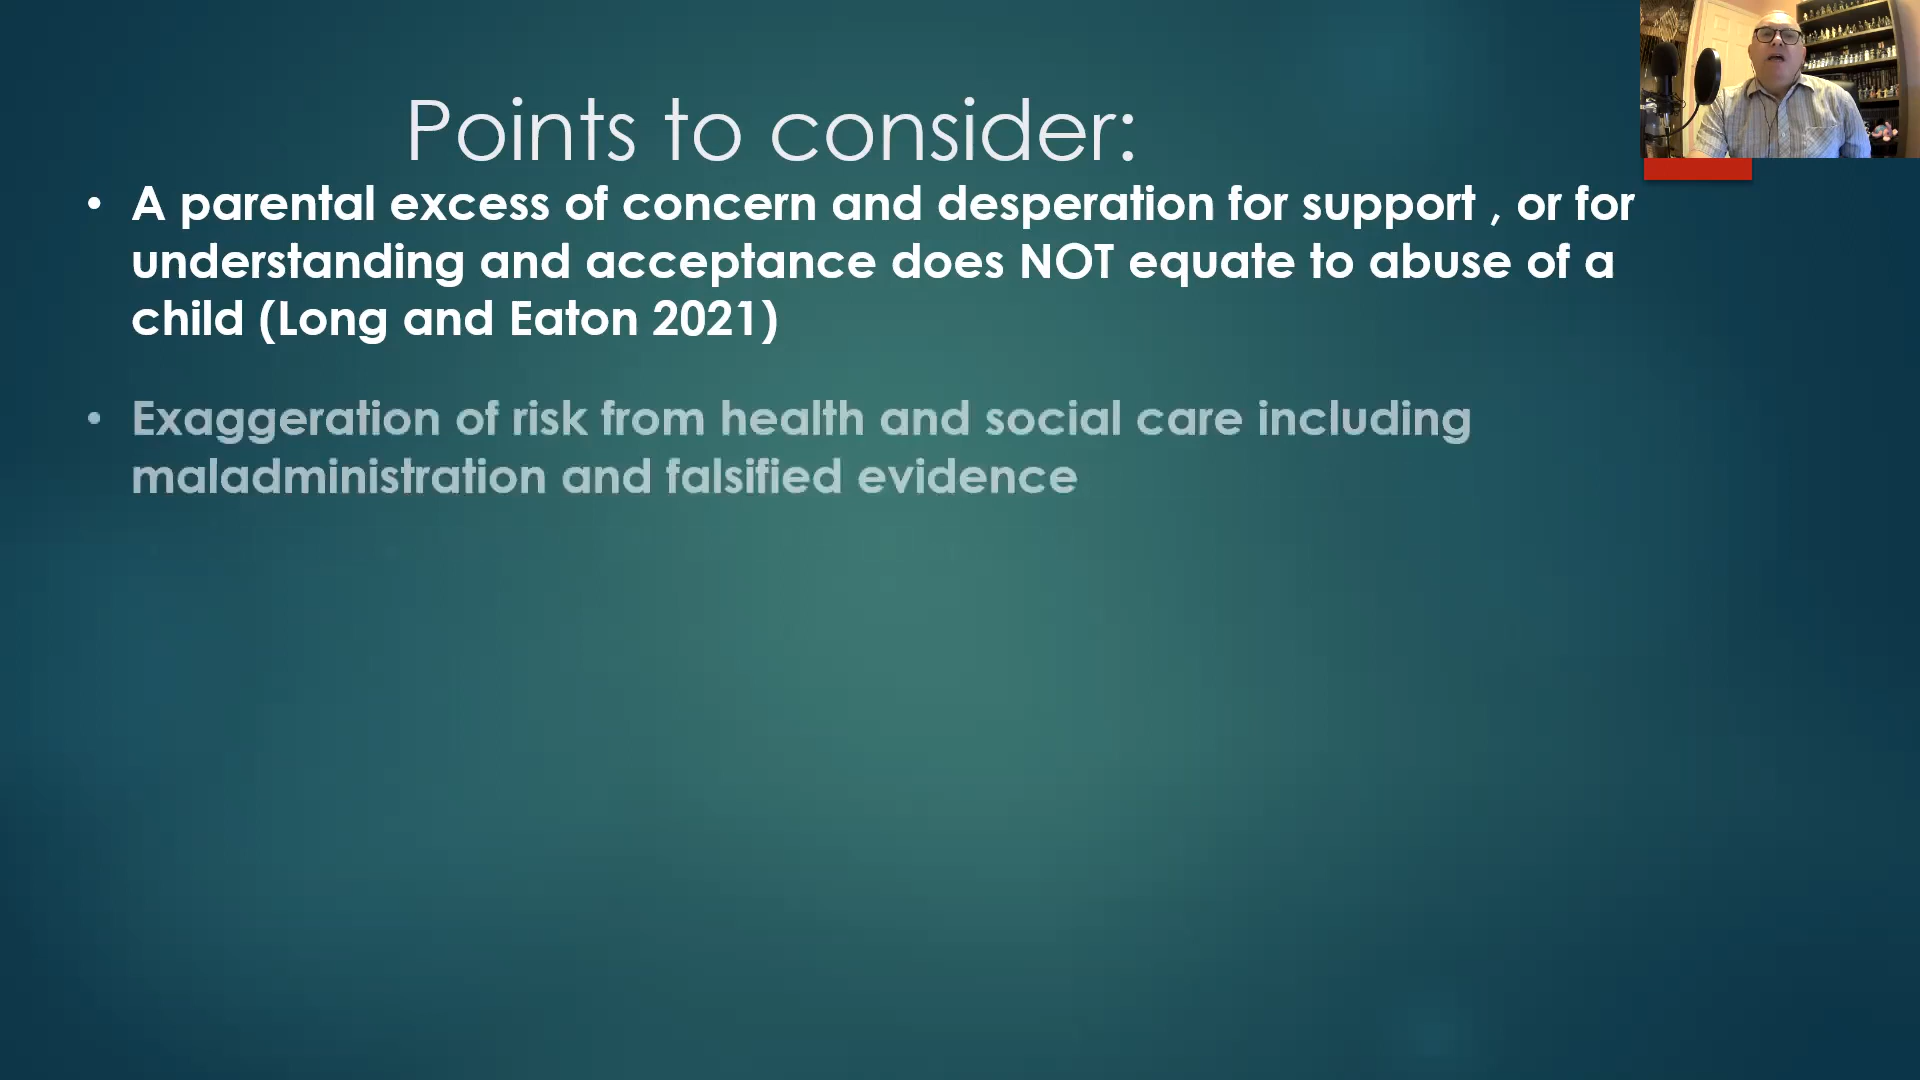 Points to consider:
• A parental excess of concern and desperation for support , or for
understanding and acceptance does NOT equate to abuse of a
child (Long and Eaton 2021)
• Exaggeration of risk from health and social care including
maladministration and falsified evidence